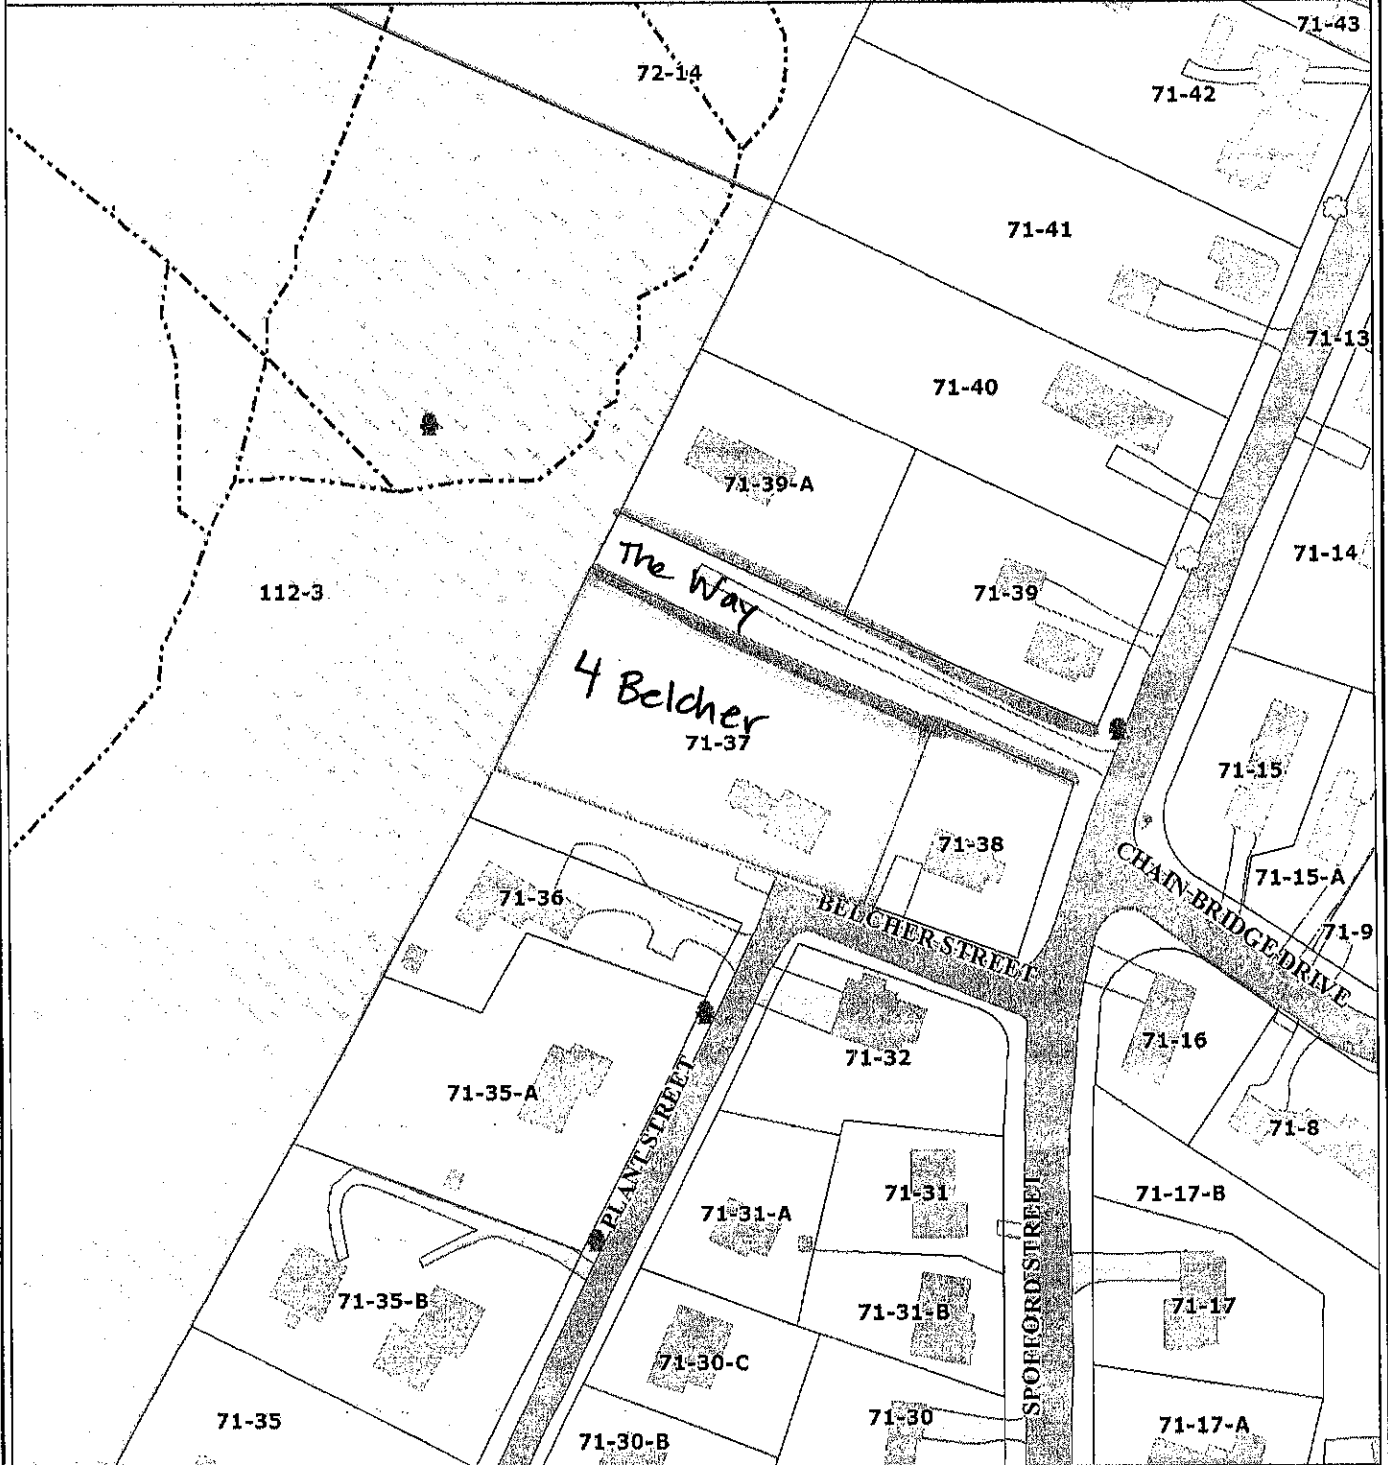 71-43
72-14
71-42
71-41
71-13
71-40
71-39-A
The Way
71-14
71-39
112-3
4 Belcher
71-37
71-15
71-38
CHAIN BRIDGE DRIVE
71-15-A
71-36
BELCHER STREET
71-9
71-16
71-32
71-35-A
PLANT STREET
71-8
71-31
71-17-B
71-31-A
SPOFFORD STREET
71-35-B
71-31-B
71-17
71-30-C
71-35
71-30
71-17-A
71-30-B